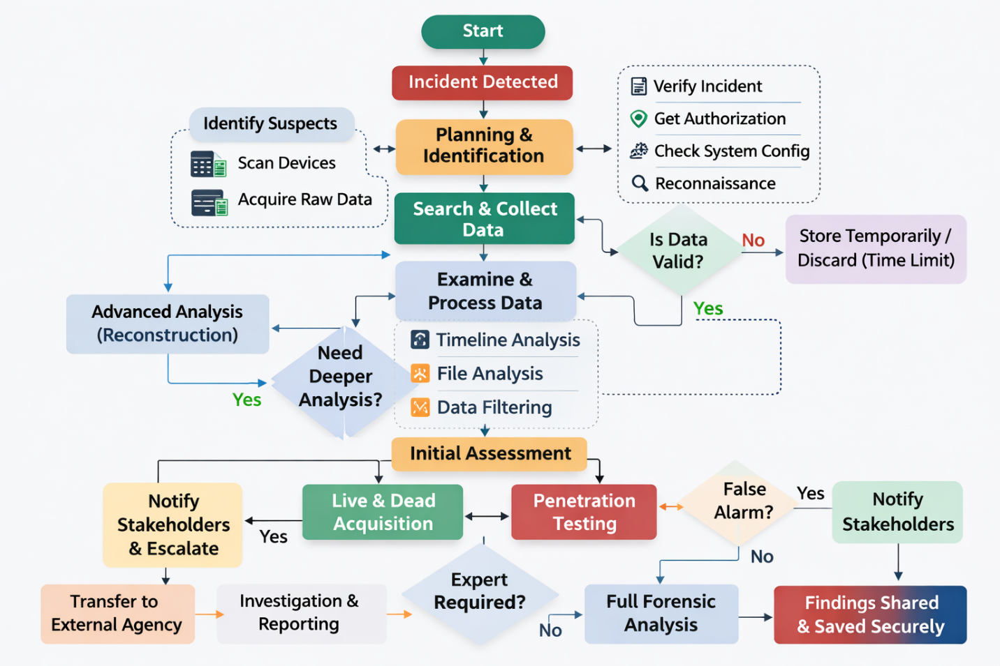 Start
Incident Detected
Planning &
Identification
Identify Suspects
Scan Devices
Acquire Raw Data
Verify Incident
Get Authorization
Check System Config
Reconnaissance
Search & Collect
Data
Is Data
Valid?
No
Store Temporarily /
Discard (Time Limit)
Yes
Examine &
Process Data
Advanced Analysis
(Reconstruction)
Need
Deeper
Analysis?
Yes
Timeline Analysis
File Analysis
Data Filtering
Initial Assessment
Notify
Stakeholders
& Escalate
Yes
Live & Dead
Acquisition
Penetration
Testing
False
Alarm?
Yes
Notify
Stakeholders
No
Transfer to
External Agency
Investigation &
Reporting
Expert
Required?
No
Full Forensic
Analysis
Findings Shared
& Saved Securely